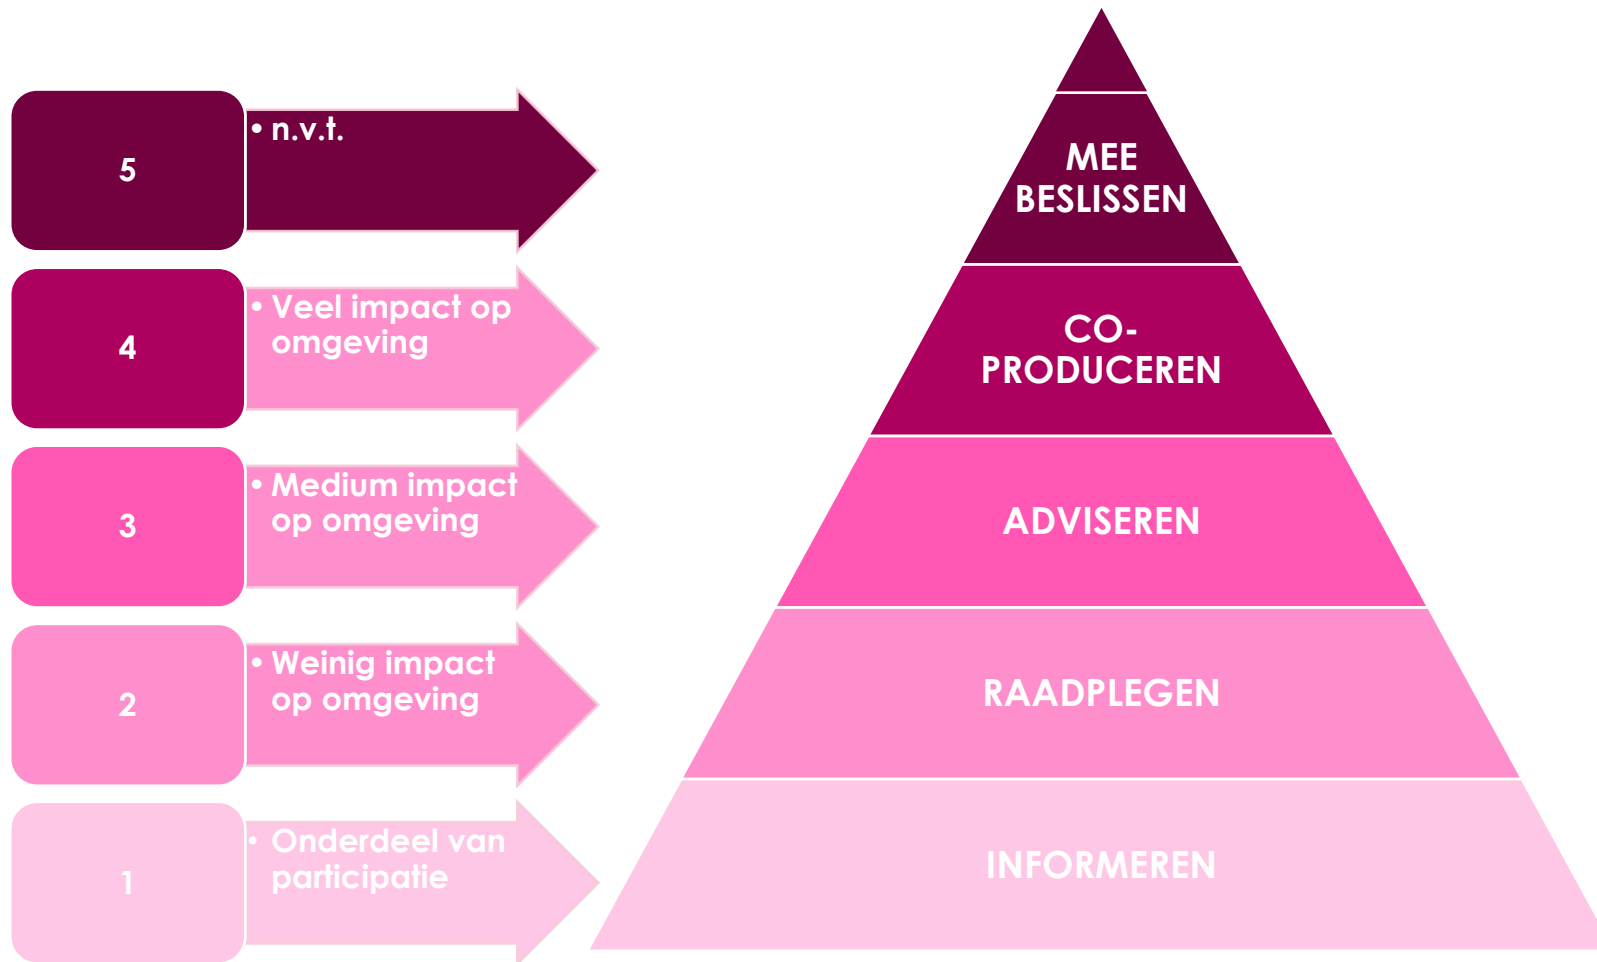 5
• n.v.t.
4
• Veel impact op
omgeving
3
• Medium impact
op omgeving
2
• Weinig impact
op omgeving
1
• Onderdeel van
participatie
MEE
BESLISSEN
CO-
PRODUCEREN
ADVISEREN
RAADPLEGEN
INFORMEREN